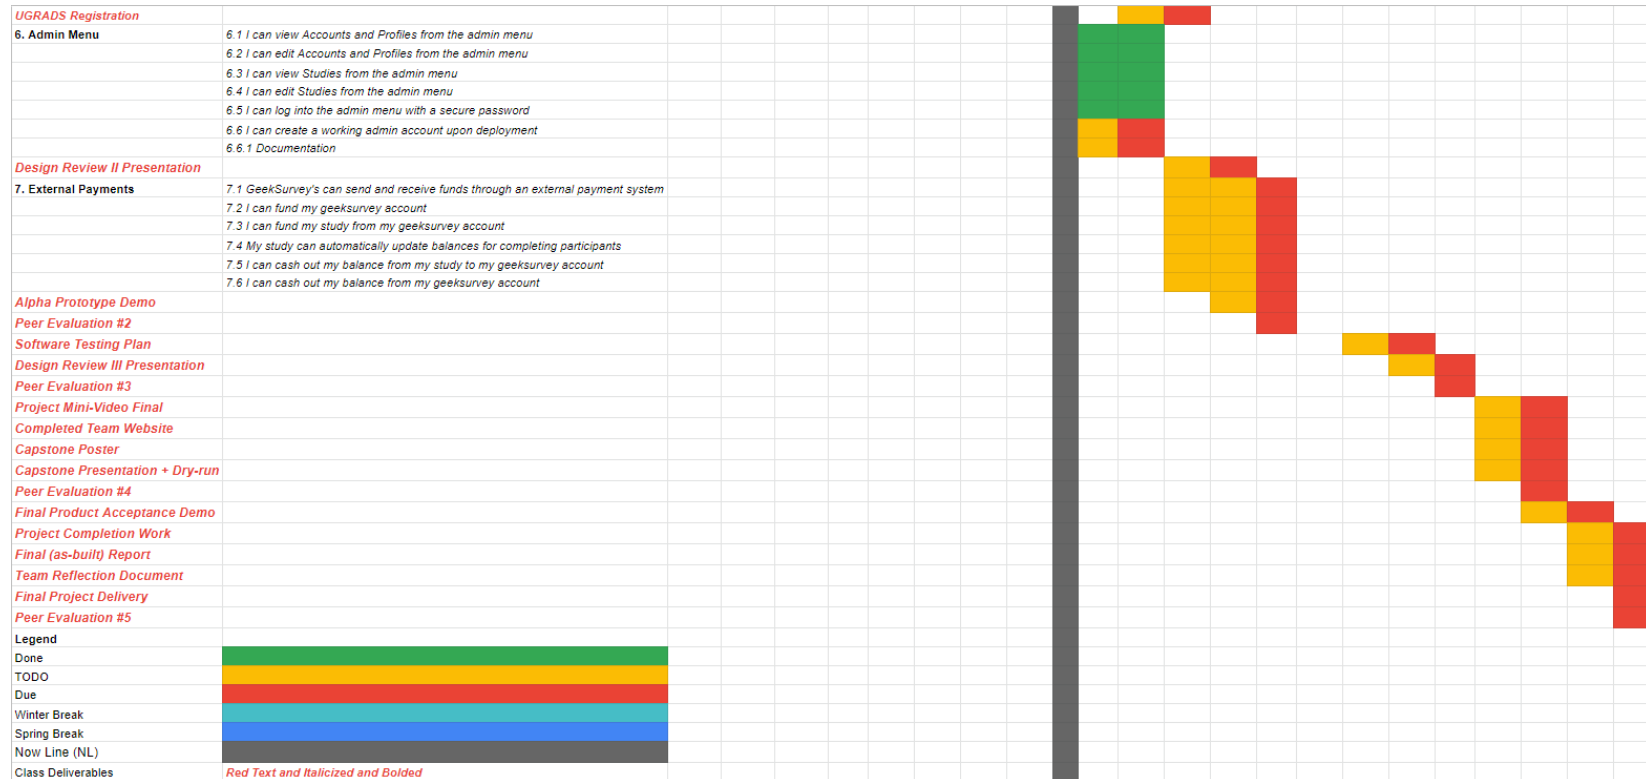 UGRADS Registration
6. Admin Menu 6.1 I can view Accounts and Profiles from the admin menu
6.2 I can edit Accounts and Profiles from the admin menu
6.3 I can view Studies from the admin menu
6.4 I can edit Studies from the admin menu
6.5 I can log into the admin menu with a secure password
6.6 I can create a working admin account upon deployment
6.6.1 Documentation
Design Review II Presentation
7. External Payments 7.1 GeekSurvey's can send and receive funds through an external payment system
7.2 I can fund my geeksurvey account
7.3 I can fund my study from my geeksurvey account
7.4 My study can automatically update balances for completing participants
7.5 I can cash out my balance from my study to my geeksurvey account
7.6 I can cash out my balance from my geeksurvey account
Alpha Prototype Demo
Peer Evaluation #2
Software Testing Plan
Design Review III Presentation
Peer Evaluation #3
Project Mini-Video Final
Completed Team Website
Capstone Poster
Capstone Presentation + Dry-run
Peer Evaluation #4
Final Product Acceptance Demo
Project Completion Work
Final (as-built) Report
Team Reflection Document
Final Project Delivery
Peer Evaluation #5
Legend
Done
TODO
Due
Winter Break
Spring Break
Now Line (NL)
Class Deliverables Red Text and Italicized and Bolded